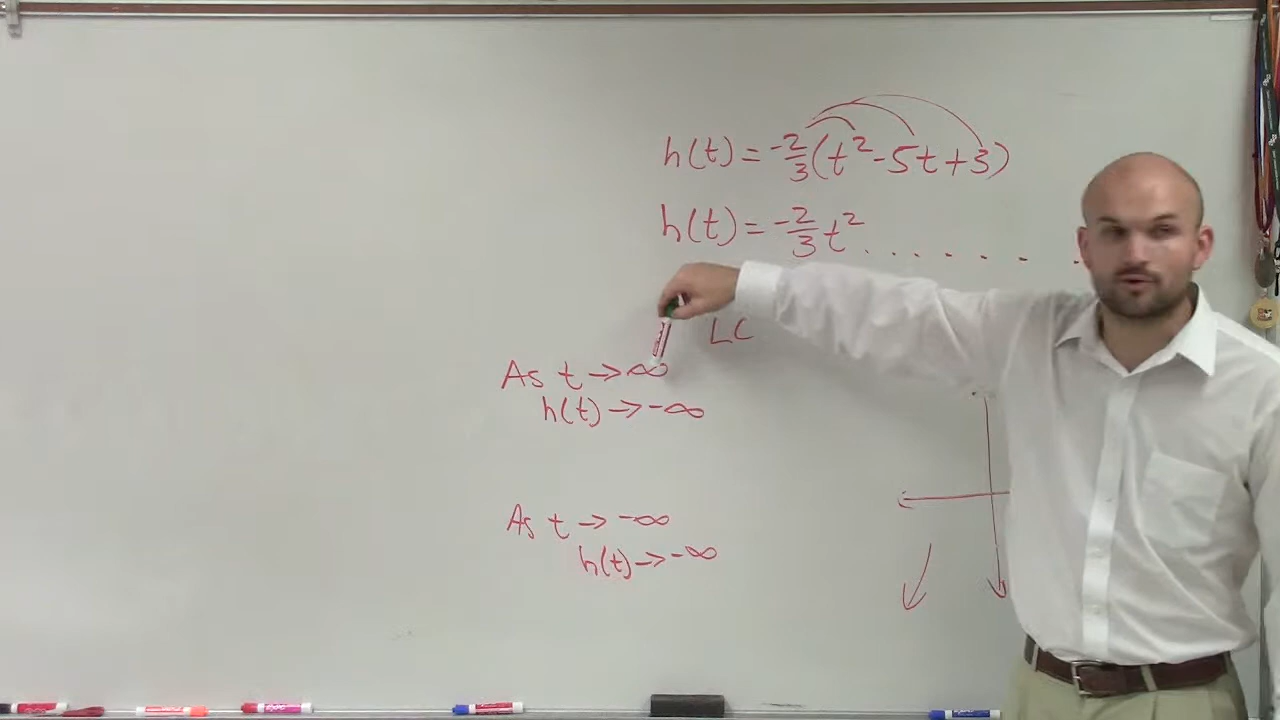 h(t) = -2/3(t² - 5t + 3)
h(t) = -2/3 t² . . . . . .
LC
As t → ∞
h(t) → -∞
As t → -∞
h(t) → -∞